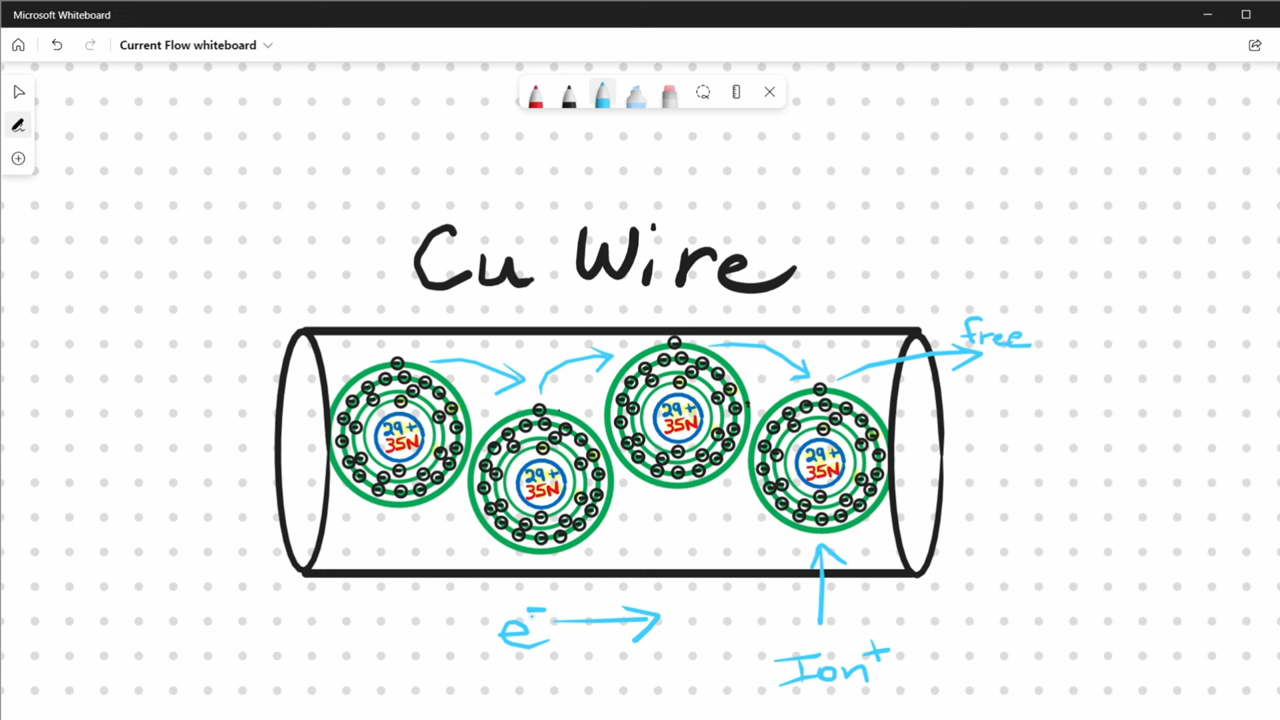 Microsoft Whiteboard
Current Flow whiteboard
Cu Wire
free
29+
35N
29+
35N
29+
35N
29+
35N
e-
Ion+